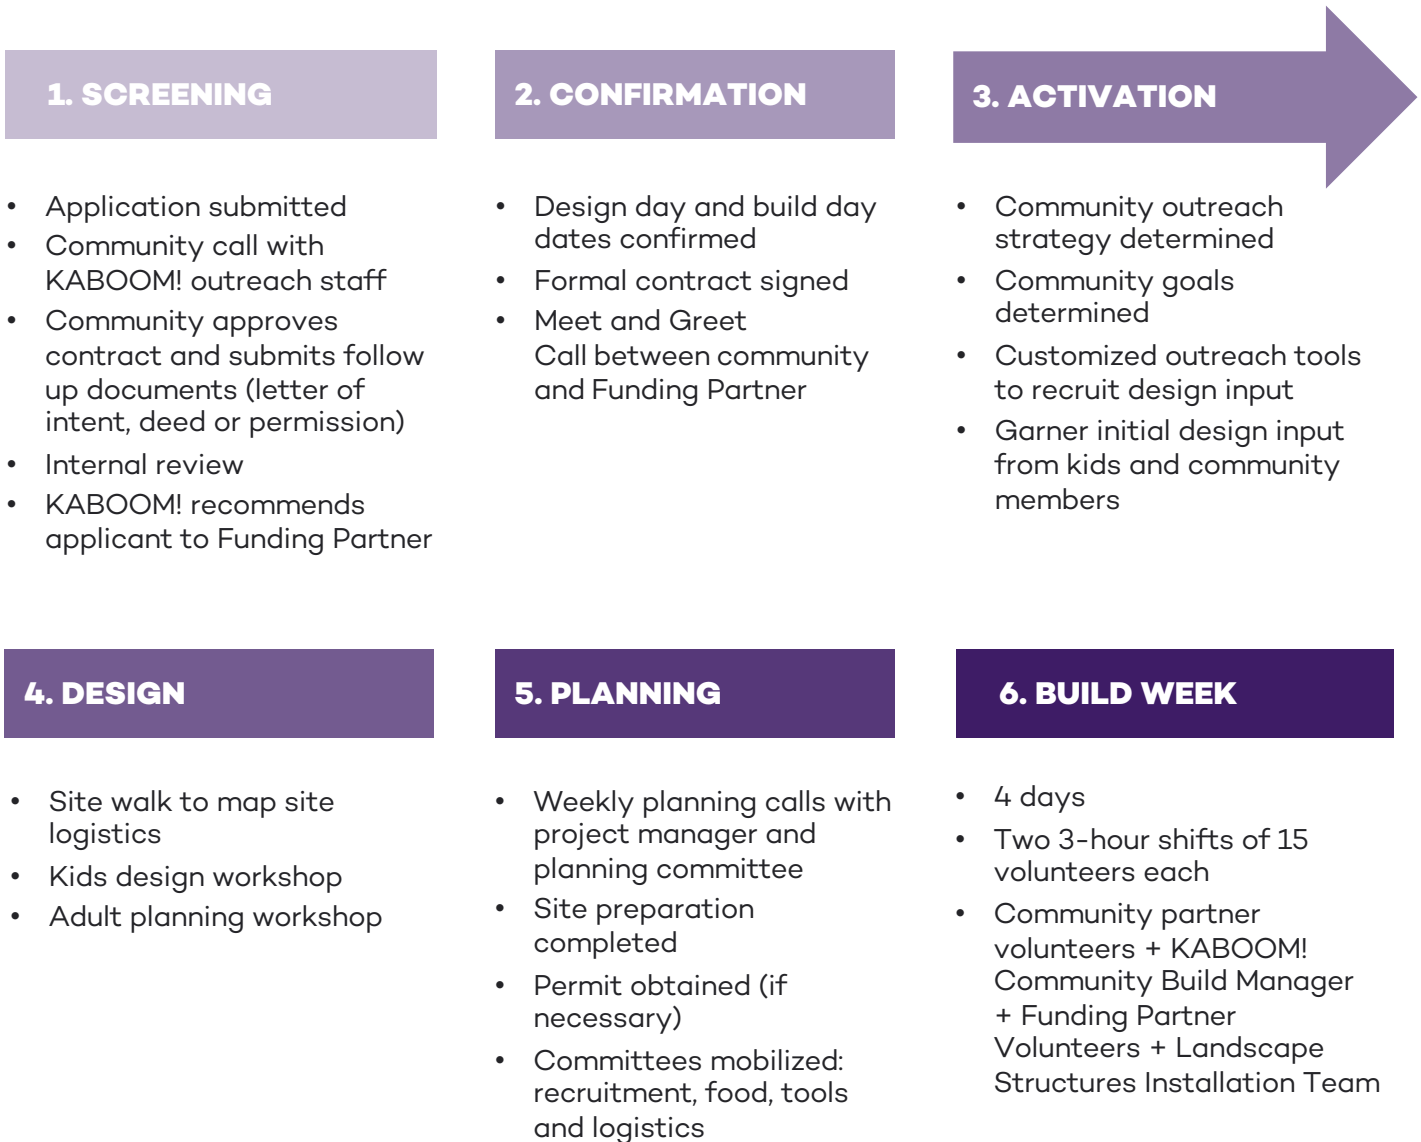 1. SCREENING
• Application submitted
• Community call with
KABOOM! outreach staff
• Community approves
contract and submits follow
up documents (letter of
intent, deed or permission)
• Internal review
• KABOOM! recommends
applicant to Funding Partner
2. CONFIRMATION
• Design day and build day
dates confirmed
• Formal contract signed
• Meet and Greet
Call between community
and Funding Partner
3. ACTIVATION
• Community outreach
strategy determined
• Community goals
determined
• Customized outreach tools
to recruit design input
• Garner initial design input
from kids and community
members
4. DESIGN
• Site walk to map site
logistics
• Kids design workshop
• Adult planning workshop
5. PLANNING
• Weekly planning calls with
project manager and
planning committee
• Site preparation
completed
• Permit obtained (if
necessary)
• Committees mobilized:
recruitment, food, tools
and logistics
6. BUILD WEEK
• 4 days
• Two 3-hour shifts of 15
volunteers each
• Community partner
volunteers + KABOOM!
Community Build Manager
+ Funding Partner
Volunteers + Landscape
Structures Installation Team